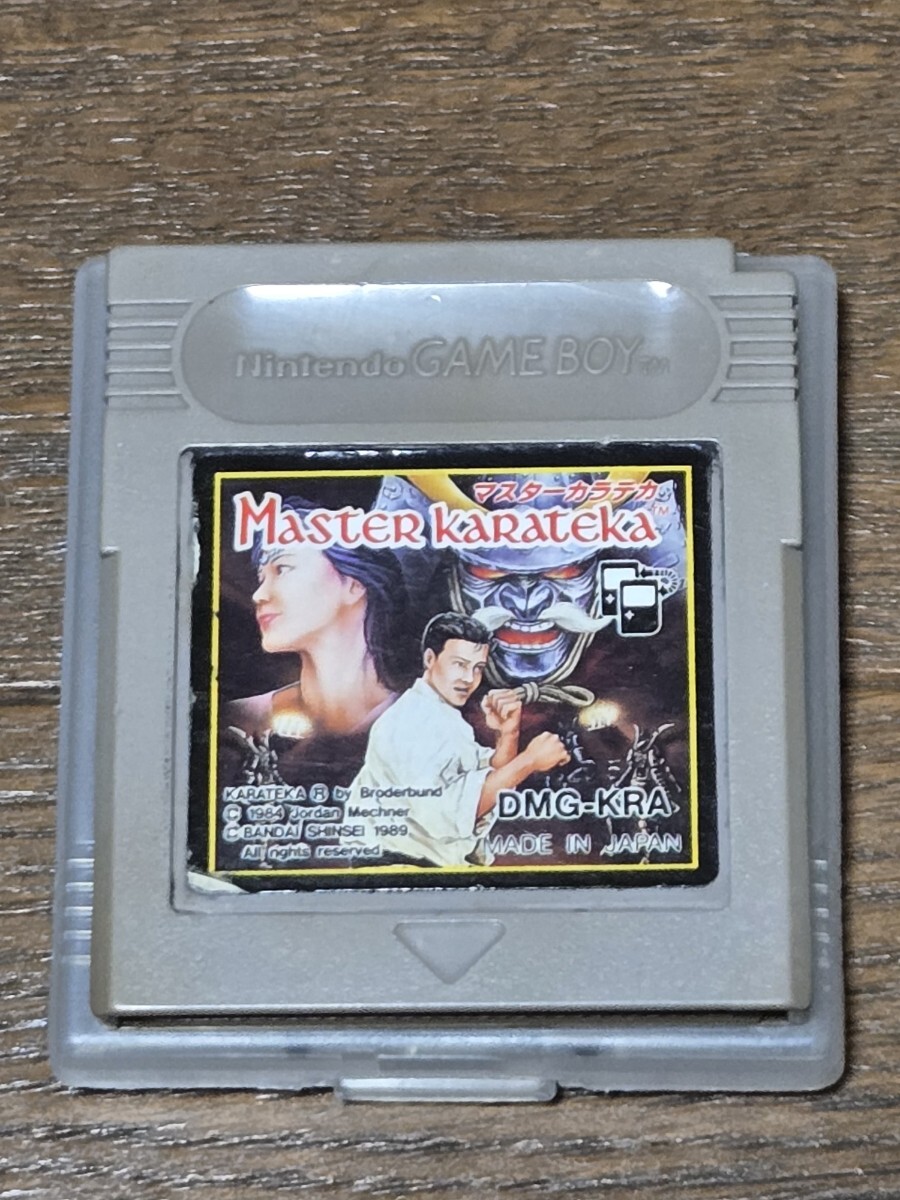 Nintendo GAME BOY™
マスターカラテカ
MASTER KARATEKA™
KARATEKA ® by Broderbund
© 1984 Jordan Mechner
© BANDAI SHINSEI 1989
All rights reserved
DMG-KRA
MADE IN JAPAN